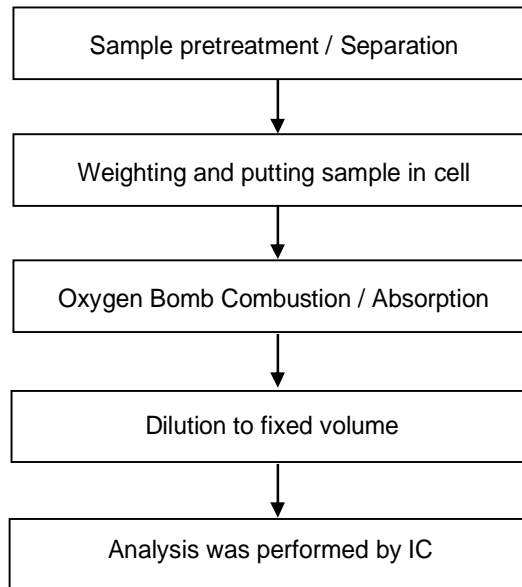 Sample pretreatment / Separation
Weighting and putting sample in cell
Oxygen Bomb Combustion / Absorption
Dilution to fixed volume
Analysis was performed by IC